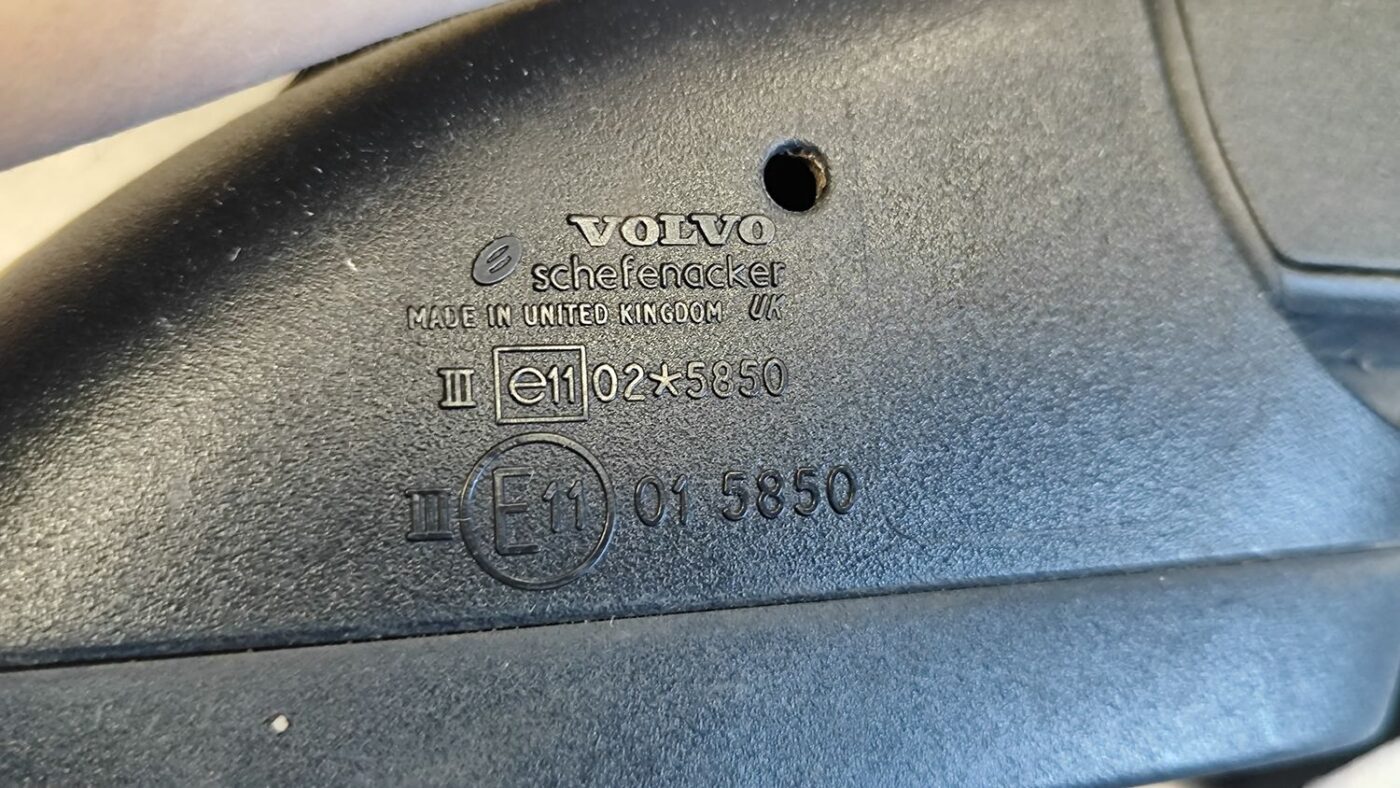 VOLVO
schefenacker
MADE IN UNITED KINGDOM UK
III e11 02*5850
III E11 01 5850